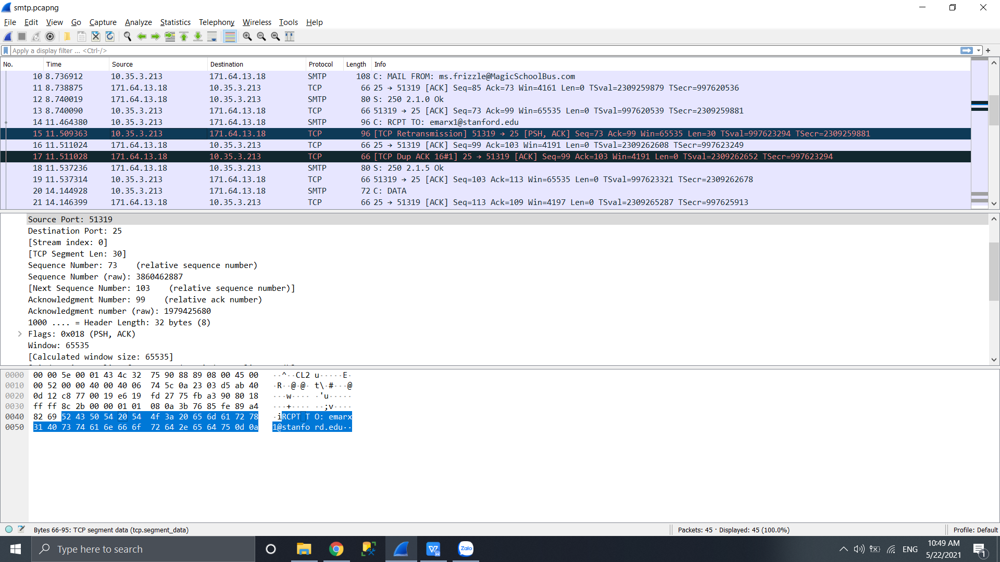 smtp.pcapng
File Edit View Go Capture Analyze Statistics Telephony Wireless Tools Help
Apply a display filter ... <Ctrl-/>
No. Time Source Destination Protocol Length Info
10 8.736912 10.35.3.213 171.64.13.18 SMTP 108 C: MAIL FROM: ms.frizzle@MagicSchoolBus.com
11 8.738875 171.64.13.18 10.35.3.213 TCP 66 25 → 51319 [ACK] Seq=85 Ack=73 Win=4161 Len=0 TSval=2309259879 TSecr=997620536
12 8.740019 171.64.13.18 10.35.3.213 SMTP 80 S: 250 2.1.0 Ok
13 8.740090 10.35.3.213 171.64.13.18 TCP 66 51319 → 25 [ACK] Seq=73 Ack=99 Win=65535 Len=0 TSval=997620539 TSecr=2309259881
14 11.464380 10.35.3.213 171.64.13.18 SMTP 96 C: RCPT TO: emarx1@stanford.edu
15 11.509363 10.35.3.213 171.64.13.18 TCP 96 [TCP Retransmission] 51319 → 25 [PSH, ACK] Seq=73 Ack=99 Win=65535 Len=30 TSval=997623294 TSecr=2309259881
16 11.511024 171.64.13.18 10.35.3.213 TCP 66 25 → 51319 [ACK] Seq=99 Ack=103 Win=4191 Len=0 TSval=2309262608 TSecr=997623249
17 11.511028 171.64.13.18 10.35.3.213 TCP 66 [TCP Dup ACK 16#1] 25 → 51319 [ACK] Seq=99 Ack=103 Win=4191 Len=0 TSval=2309262652 TSecr=997623294
18 11.537236 171.64.13.18 10.35.3.213 SMTP 80 S: 250 2.1.5 Ok
19 11.537314 10.35.3.213 171.64.13.18 TCP 66 51319 → 25 [ACK] Seq=103 Ack=113 Win=65535 Len=0 TSval=997623321 TSecr=2309262678
20 14.144928 10.35.3.213 171.64.13.18 SMTP 72 C: DATA
21 14.146399 171.64.13.18 10.35.3.213 TCP 66 25 → 51319 [ACK] Seq=113 Ack=109 Win=4197 Len=0 TSval=2309265287 TSecr=997625913
Source Port: 51319
Destination Port: 25
[Stream index: 0]
[TCP Segment Len: 30]
Sequence Number: 73 (relative sequence number)
Sequence Number (raw): 3860462887
[Next Sequence Number: 103 (relative sequence number)]
Acknowledgment Number: 99 (relative ack number)
Acknowledgment number (raw): 1979425680
1000 .... = Header Length: 32 bytes (8)
Flags: 0x018 (PSH, ACK)
Window: 65535
[Calculated window size: 65535]
0000 00 00 5e 00 01 43 4c 32 75 90 88 89 08 00 45 00 ··^··CL2 u·····E·
0010 00 52 00 00 40 00 40 06 74 5c 0a 23 03 d5 ab 40 ·R··@·@· t\·#···@
0020 0d 12 c8 77 00 19 e6 19 fd 27 75 fb a3 90 80 18 ···w···· ·'u·····
0030 ff ff 8c 2b 00 00 01 01 08 0a 3b 76 85 fe 89 a4 ···+···· ··;v····
0040 82 69 52 43 50 54 20 54 4f 3a 20 65 6d 61 72 78 ·iRCPT T O: emarx
0050 31 40 73 74 61 6e 66 6f 72 64 2e 65 64 75 0d 0a 1@stanfo rd.edu··
Bytes 66-95: TCP segment data (tcp.segment_data)
Packets: 45 · Displayed: 45 (100.0%)
Profile: Default
Type here to search
Zalo
ENG
10:49 AM
5/22/2021
1